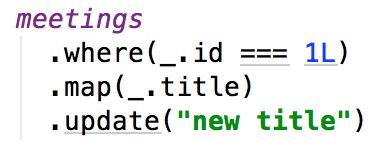 meetings
.where(_.id === 1L)
.map(_.title)
.update("new title")